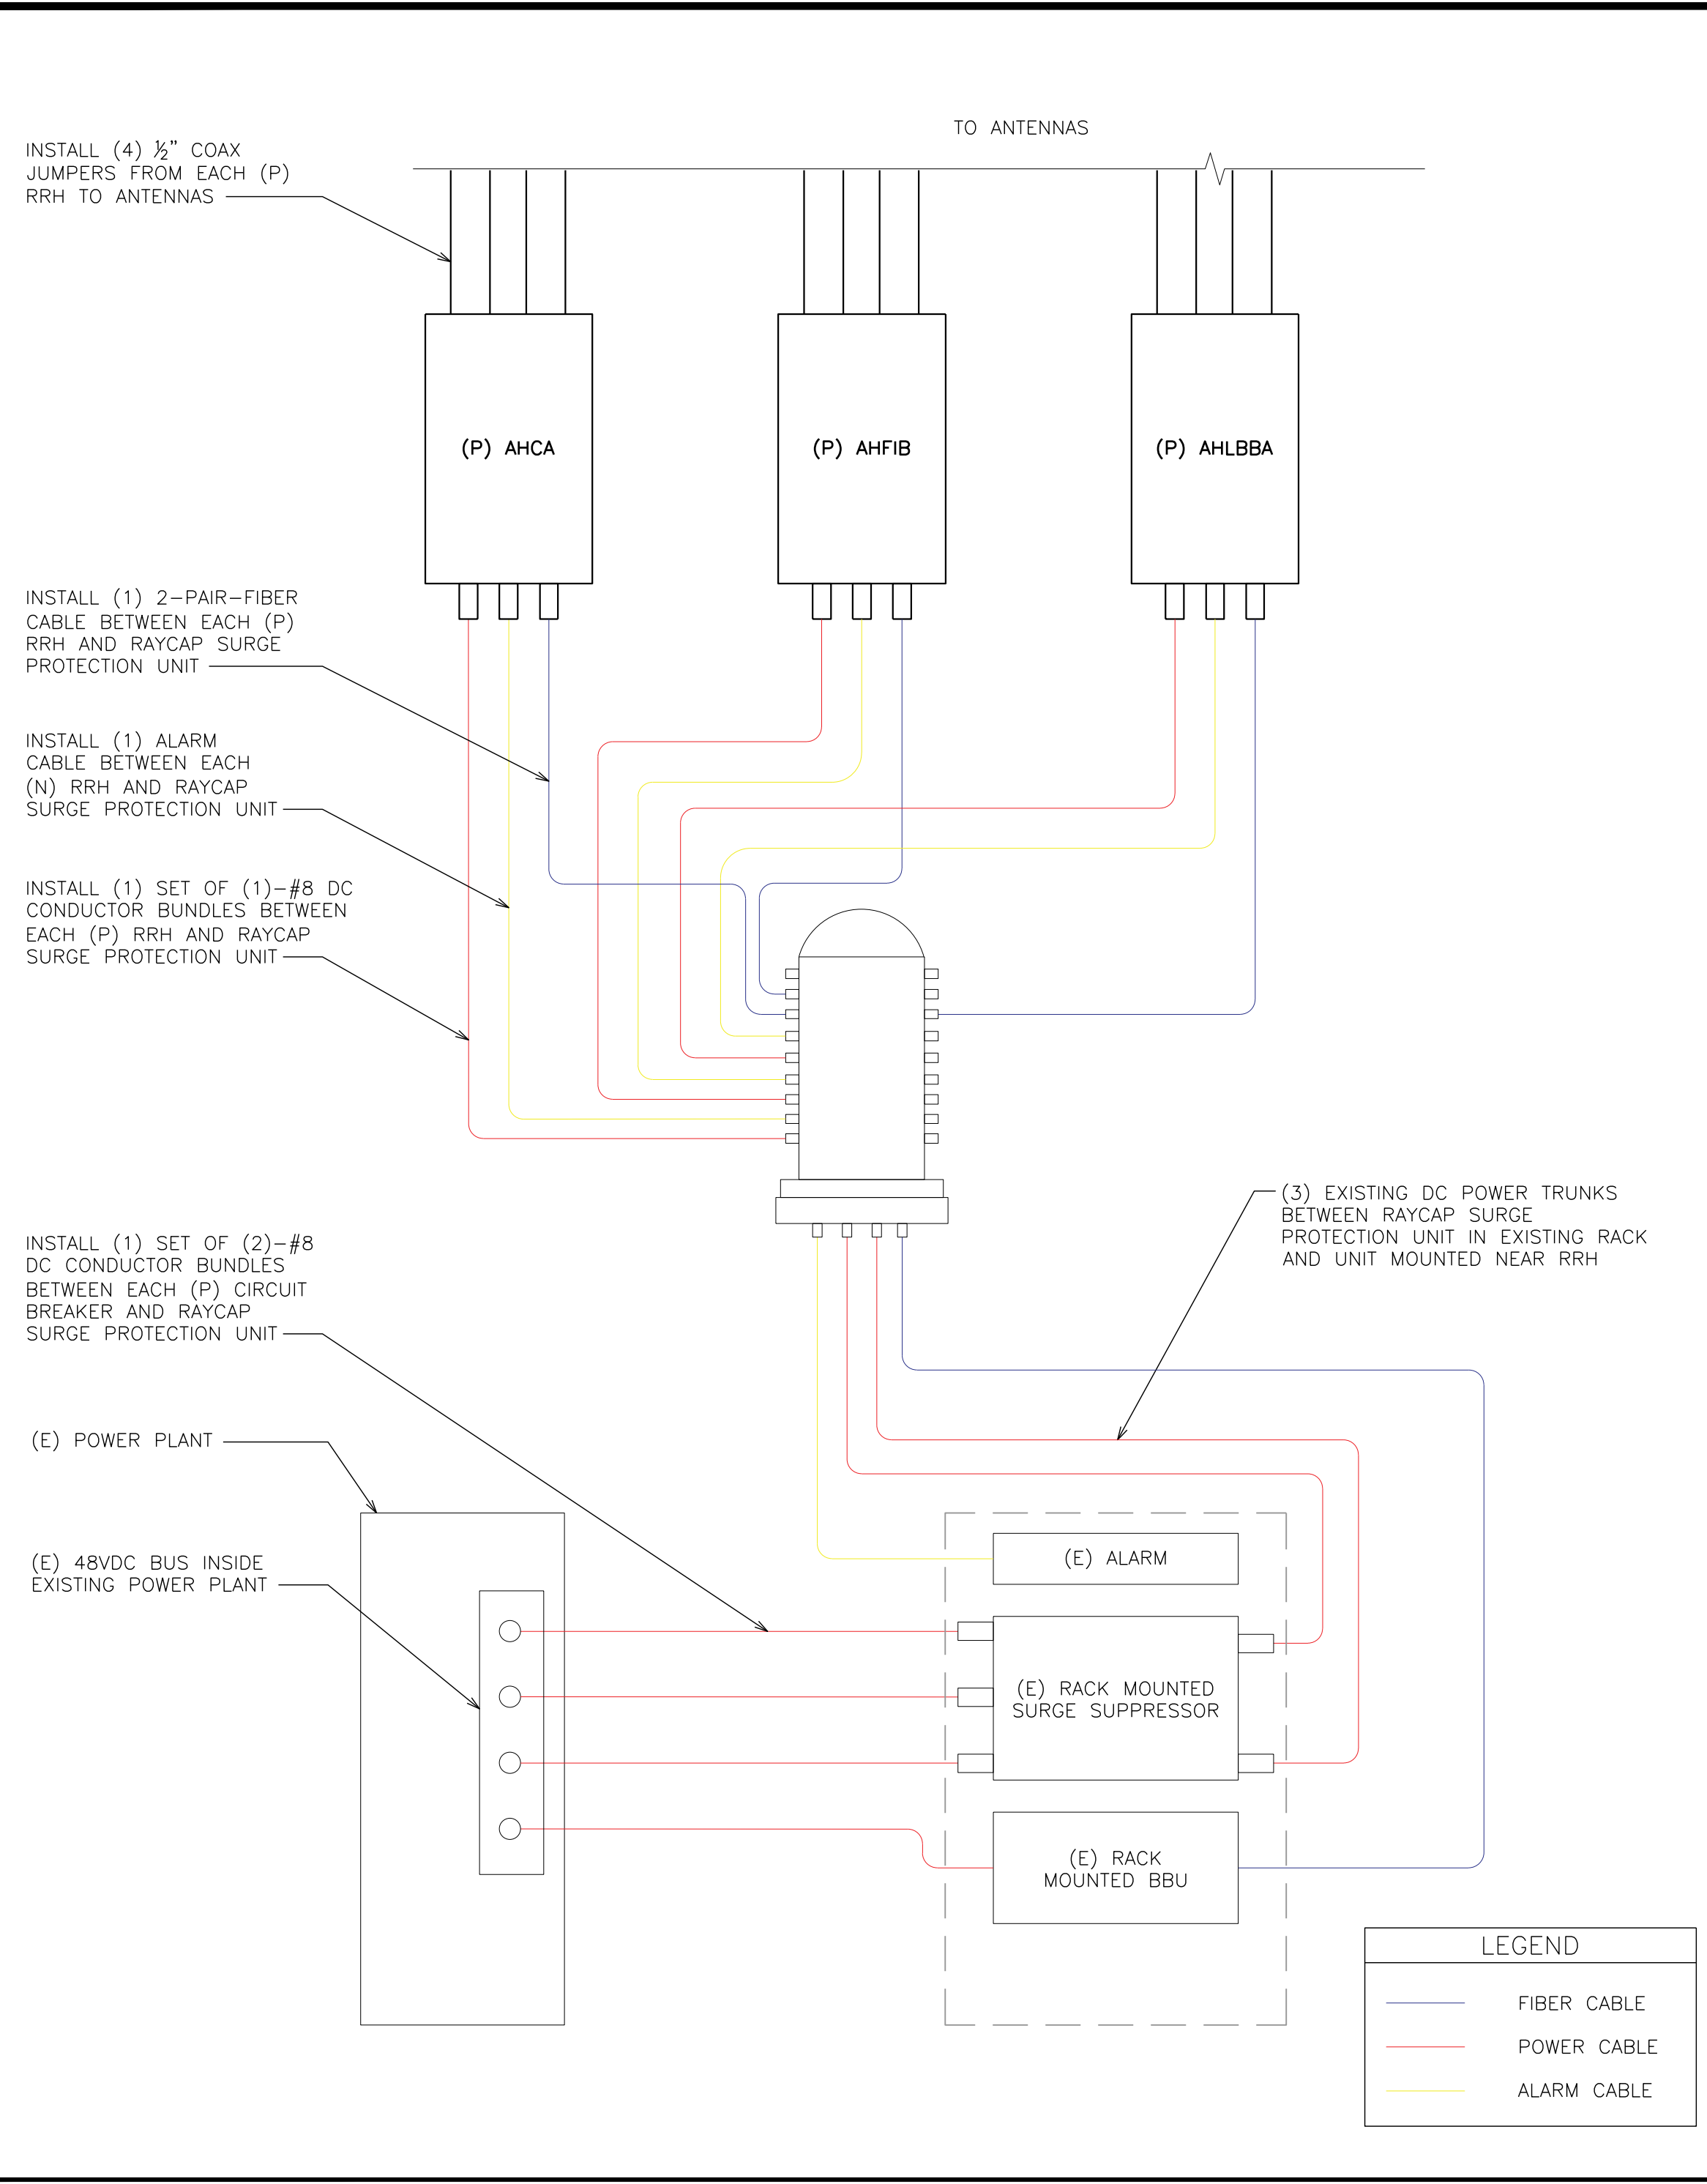 TO ANTENNAS
INSTALL (4) ½” COAX
JUMPERS FROM EACH (P)
RRH TO ANTENNAS
(P) AHCA
(P) AHFIB
(P) AHLBBA
INSTALL (1) 2-PAIR-FIBER
CABLE BETWEEN EACH (P)
RRH AND RAYCAP SURGE
PROTECTION UNIT
INSTALL (1) ALARM
CABLE BETWEEN EACH
(N) RRH AND RAYCAP
SURGE PROTECTION UNIT
INSTALL (1) SET OF (1)-#8 DC
CONDUCTOR BUNDLES BETWEEN
EACH (P) RRH AND RAYCAP
SURGE PROTECTION UNIT
(3) EXISTING DC POWER TRUNKS
BETWEEN RAYCAP SURGE
PROTECTION UNIT IN EXISTING RACK
AND UNIT MOUNTED NEAR RRH
INSTALL (1) SET OF (2)-#8
DC CONDUCTOR BUNDLES
BETWEEN EACH (P) CIRCUIT
BREAKER AND RAYCAP
SURGE PROTECTION UNIT
(E) POWER PLANT
(E) 48VDC BUS INSIDE
EXISTING POWER PLANT
(E) ALARM
(E) RACK MOUNTED
SURGE SUPPRESSOR
(E) RACK
MOUNTED BBU
LEGEND
FIBER CABLE
POWER CABLE
ALARM CABLE